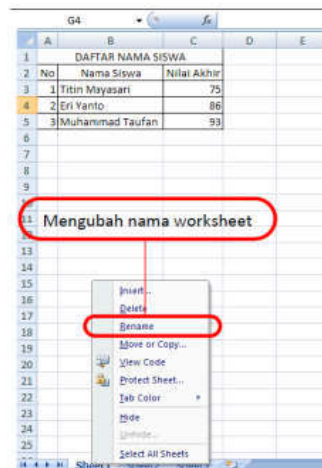 G4 fx
A B C D E
1 DAFTAR NAMA SISWA
2 No Nama Siswa Nilai Akhir
3 1 Titin Mayasari 75
4 2 Eri Yanto 86
5 3 Muhammad Taufan 93
6
7
8
9
11 Mengubah nama worksheet
13
14
15
Insert...
16
Delete
17
Rename
18
19 Move or Copy...
20 View Code
21 Protect Sheet...
22 Tab Color
23 Hide
24
25 Select All Sheets